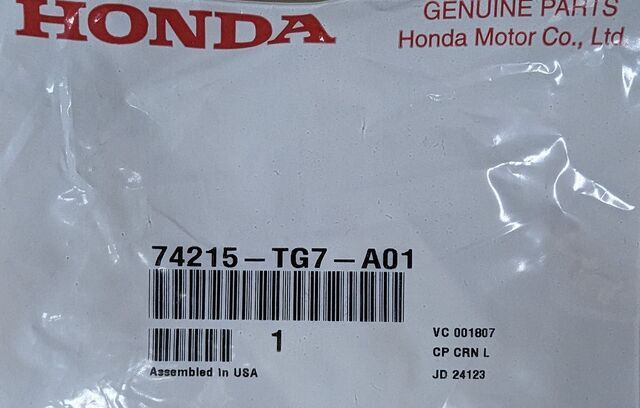 HONDA
GENUINE PARTS
Honda Motor Co., Ltd
74215-TG7-A01
1
VC 001807
CP CRN L
Assembled in USA
JD 24123